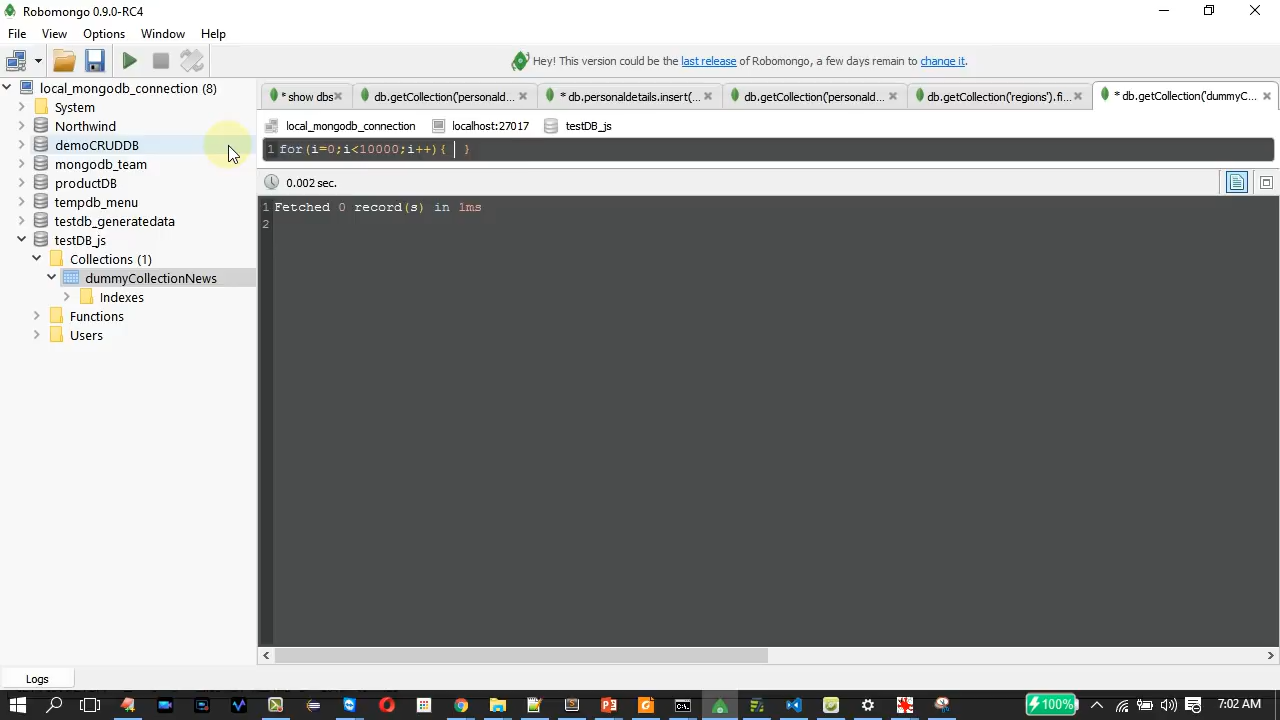 Robomongo 0.9.0-RC4
File View Options Window Help
Hey! This version could be the last release of Robomongo, a few days remain to change it.
local_mongodb_connection (8)
System
Northwind
demoCRUDDB
mongodb_team
productDB
tempdb_menu
testdb_generatedata
testDB_js
Collections (1)
dummyCollectionNews
Indexes
Functions
Users
* show dbs
db.getCollection('personald...
* db.personaldetails.insert(...
db.getCollection('personald...
db.getCollection('regions').fi...
* db.getCollection('dummyC...
local_mongodb_connection localhost:27017 testDB_js
1 for(i=0;i<10000;i++){ }
0.002 sec.
1 Fetched 0 record(s) in 1ms
2
Logs
100%
7:02 AM